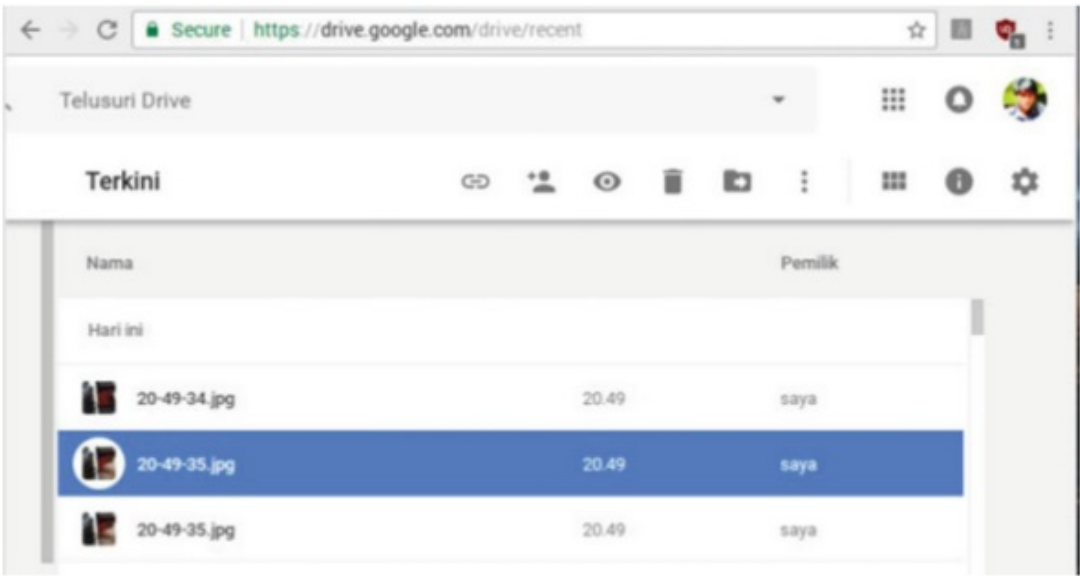 Secure | https://drive.google.com/drive/recent
Telusuri Drive
Terkini
Nama Pemilik
Hari ini
20-49-34.jpg 20.49 saya
20-49-35.jpg 20.49 saya
20-49-35.jpg 20.49 saya